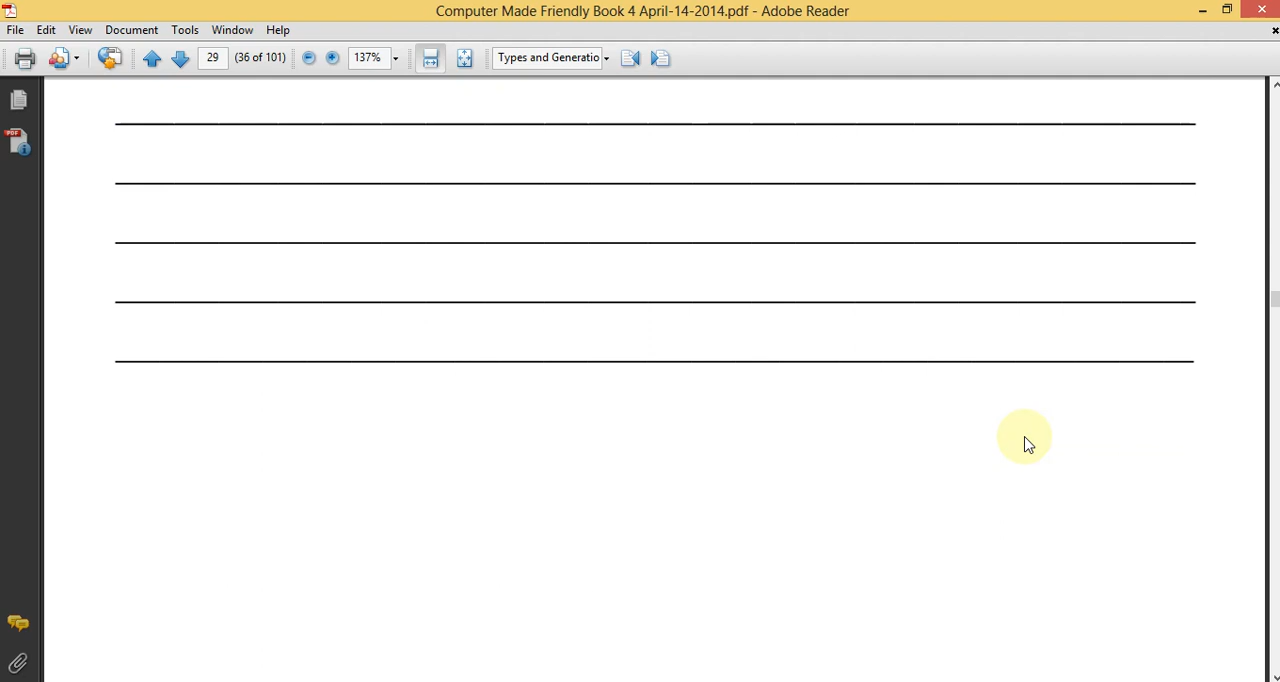 Computer Made Friendly Book 4 April-14-2014.pdf - Adobe Reader
File Edit View Document Tools Window Help
29 (36 of 101) 137% Types and Generatio
PDF